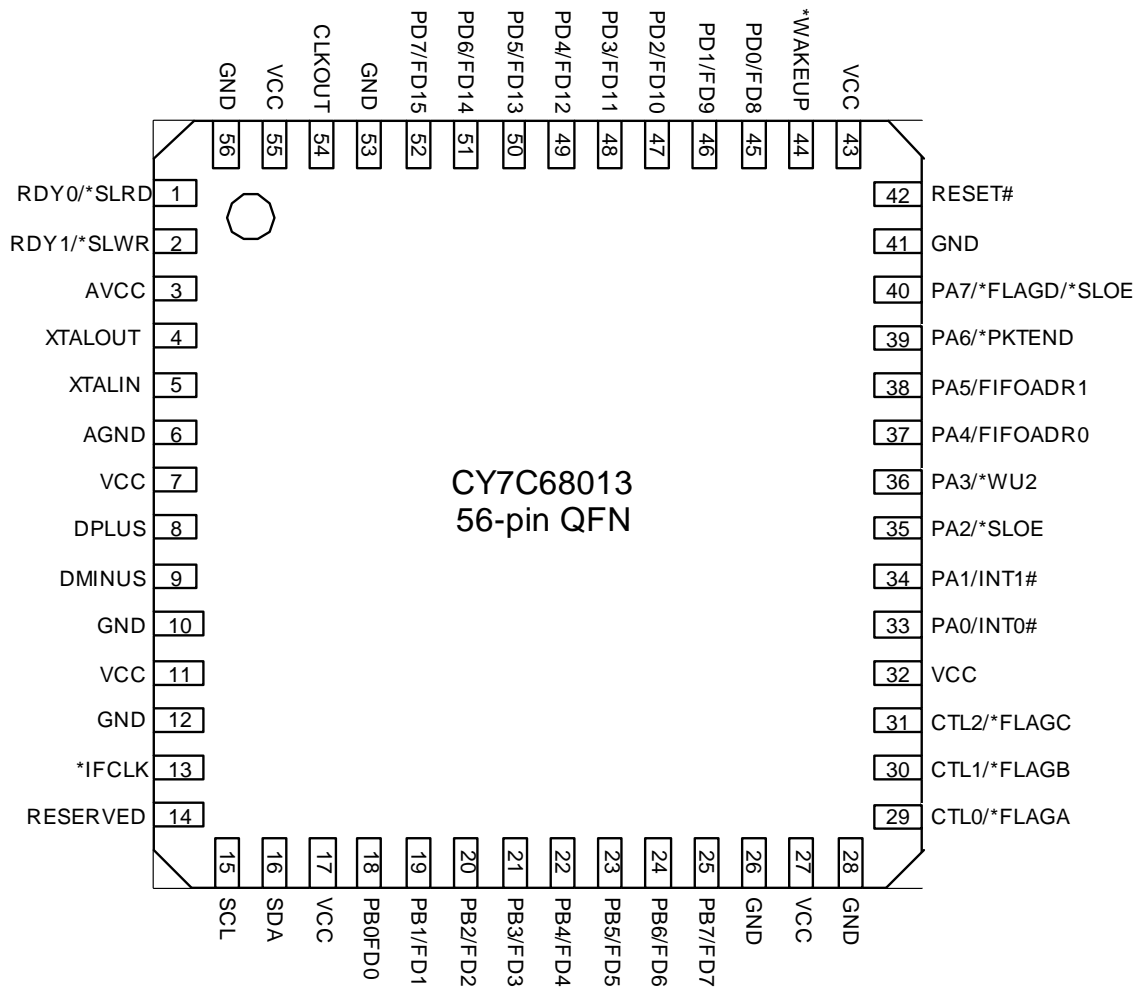 GND
VCC
CLKOUT
GND
PD7/FD15
PD6/FD14
PD5/FD13
PD4/FD12
PD3/FD11
PD2/FD10
PD1/FD9
PD0/FD8
*WAKEUP
VCC
56 55 54 53 52 51 50 49 48 47 46 45 44 43
RDY0/*SLRD 1 42 RESET#
RDY1/*SLWR 2 41 GND
AVCC 3 40 PA7/*FLAGD/*SLOE
XTALOUT 4 39 PA6/*PKTEND
XTALIN 5 38 PA5/FIFOADR1
AGND 6 37 PA4/FIFOADR0
CY7C68013
VCC 7 36 PA3/*WU2
56-pin QFN
DPLUS 8 35 PA2/*SLOE
DMINUS 9 34 PA1/INT1#
GND 10 33 PA0/INT0#
VCC 11 32 VCC
GND 12 31 CTL2/*FLAGC
*IFCLK 13 30 CTL1/*FLAGB
RESERVED 14 29 CTL0/*FLAGA
15 16 17 18 19 20 21 22 23 24 25 26 27 28
SCL
SDA
VCC
PB0FD0
PB1/FD1
PB2/FD2
PB3/FD3
PB4/FD4
PB5/FD5
PB6/FD6
PB7/FD7
GND
VCC
GND